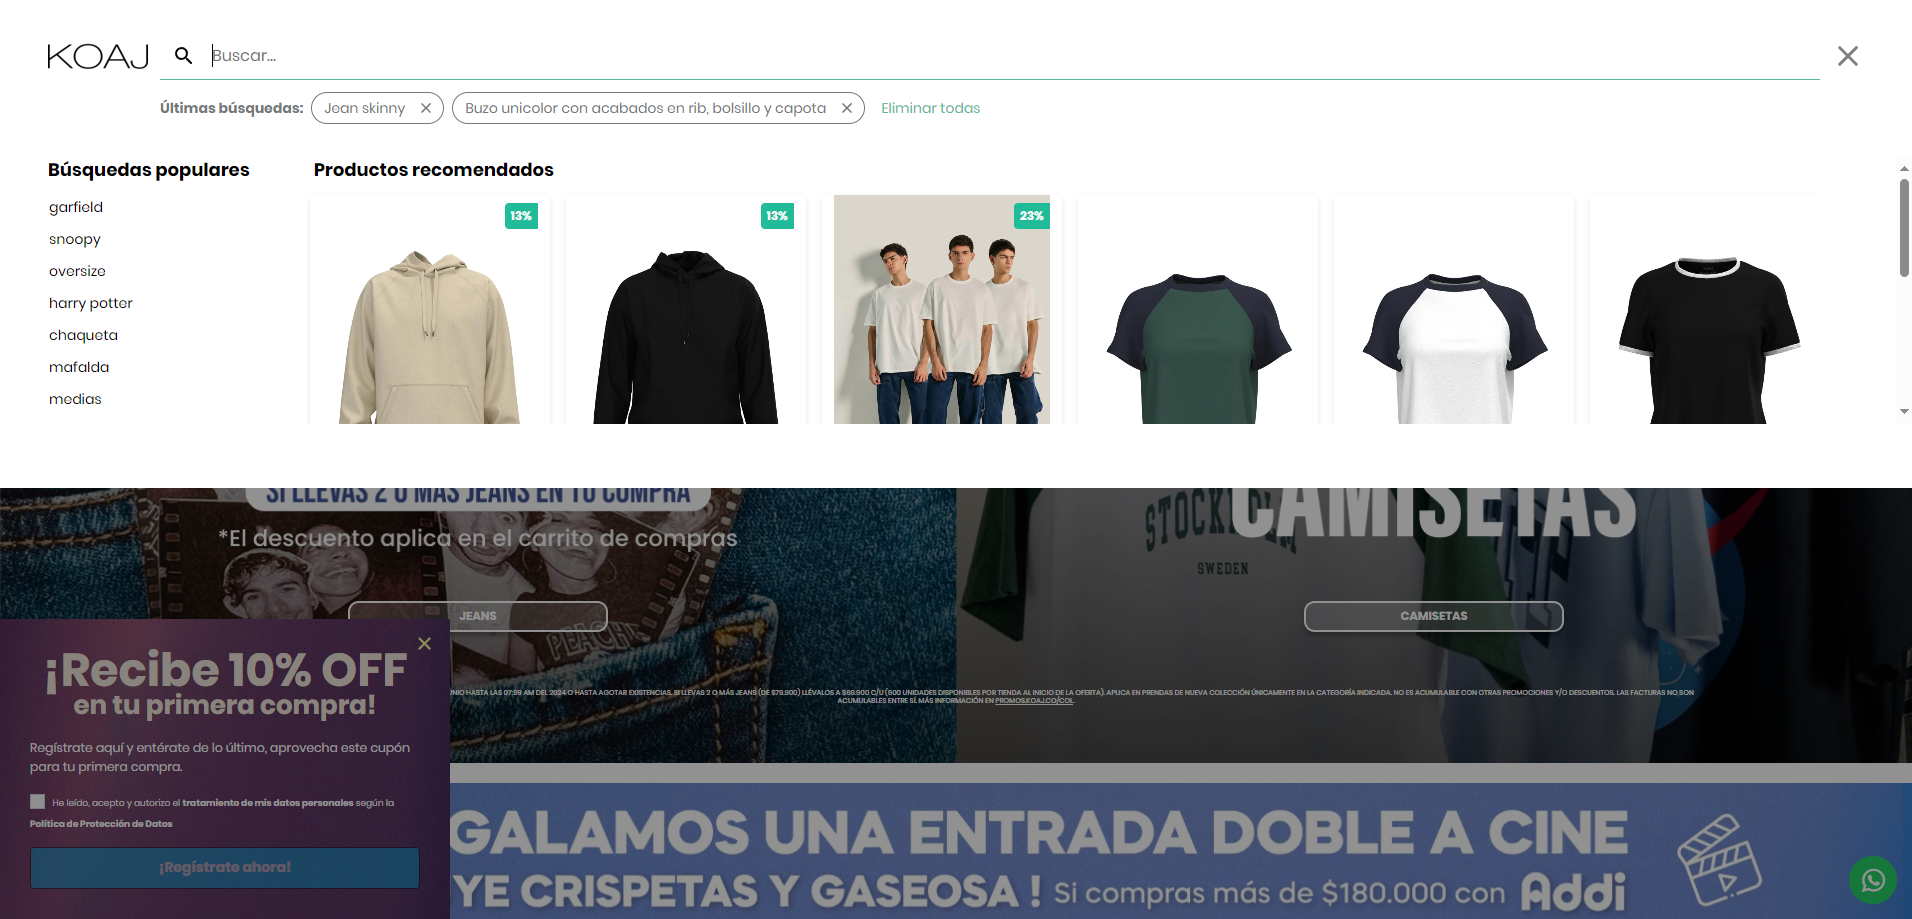 KOAJ
Buscar...
Últimas búsquedas: Jean skinny Buzo unicolor con acabados en rib, bolsillo y capota Eliminar todas
Búsquedas populares
garfield
snoopy
oversize
harry potter
chaqueta
mafalda
medias
Productos recomendados
13%
13%
23%
SI LLEVAS 2 O MÁS JEANS EN TU COMPRA
*El descuento aplica en el carrito de compras
PEACH
JEANS
CAMISETAS
SWEDEN
CAMISETAS
¡Recibe 10% OFF
en tu primera compra!
Regístrate aquí y entérate de lo último, aprovecha este cupón
para tu primera compra.
He leído, acepto y autorizo el tratamiento de mis datos personales según la
Política de Protección de Datos
¡Regístrate ahora!
UNIO HASTA LAS 07:59 AM DEL 2024 O HASTA AGOTAR EXISTENCIAS. SI LLEVAS 2 O MÁS JEANS (DE $79.900) LLÉVALOS A $69.900 C/U (600 UNIDADES DISPONIBLES POR TIENDA AL INICIO DE LA OFERTA). APLICA EN PRENDAS DE NUEVA COLECCIÓN ÚNICAMENTE EN LA CATEGORÍA INDICADA. NO ES ACUMULABLE CON OTRAS PROMOCIONES Y/O DESCUENTOS. LAS FACTURAS NO SON
ACUMULABLES ENTRE SÍ. MÁS INFORMACIÓN EN PROMOS.KOAJ.CO/COL.
GALAMOS UNA ENTRADA DOBLE A CINE
YE CRISPETAS Y GASEOSA ! Si compras más de $180.000 con Addi